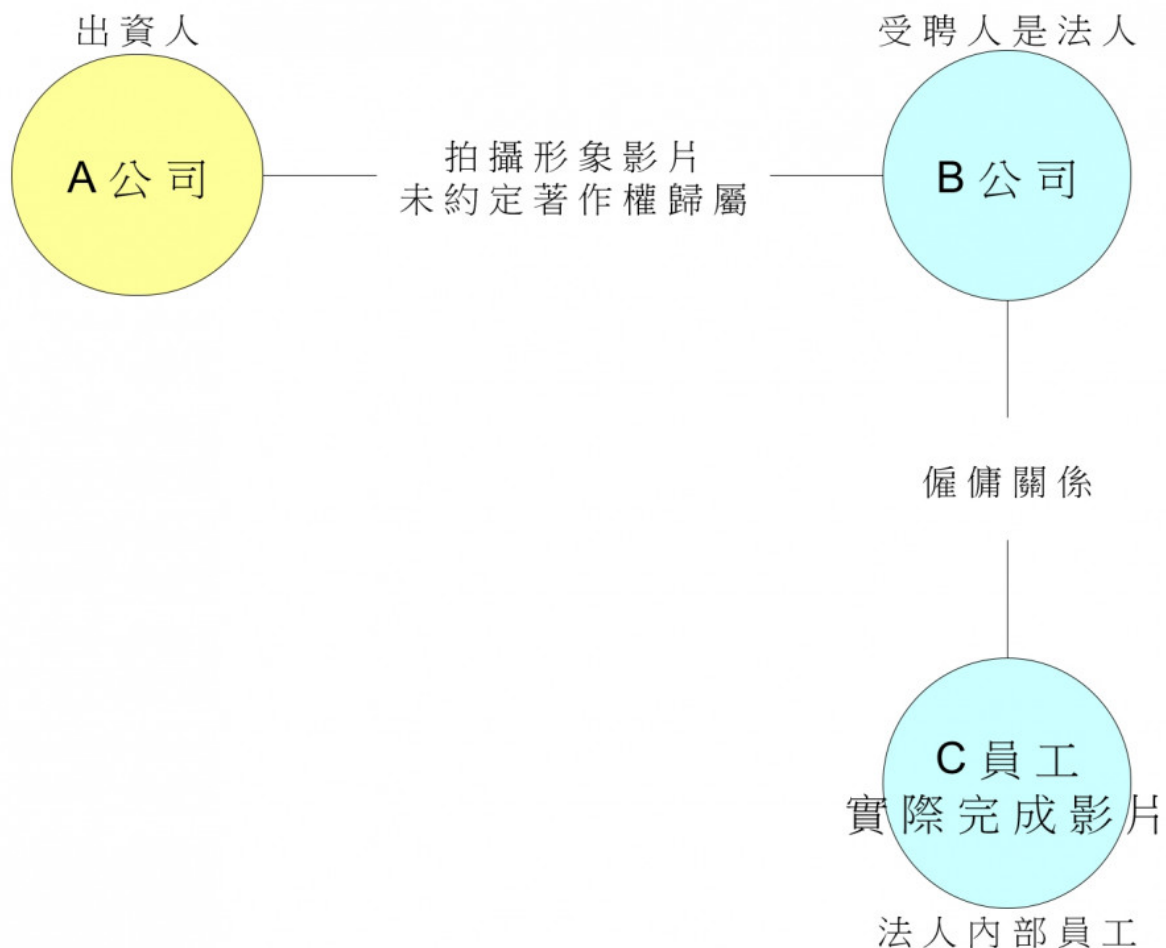 出資人
受聘人是法人
A公司
拍攝形象影片
未約定著作權歸屬
B公司
僱傭關係
C員工
實際完成影片
法人內部員工